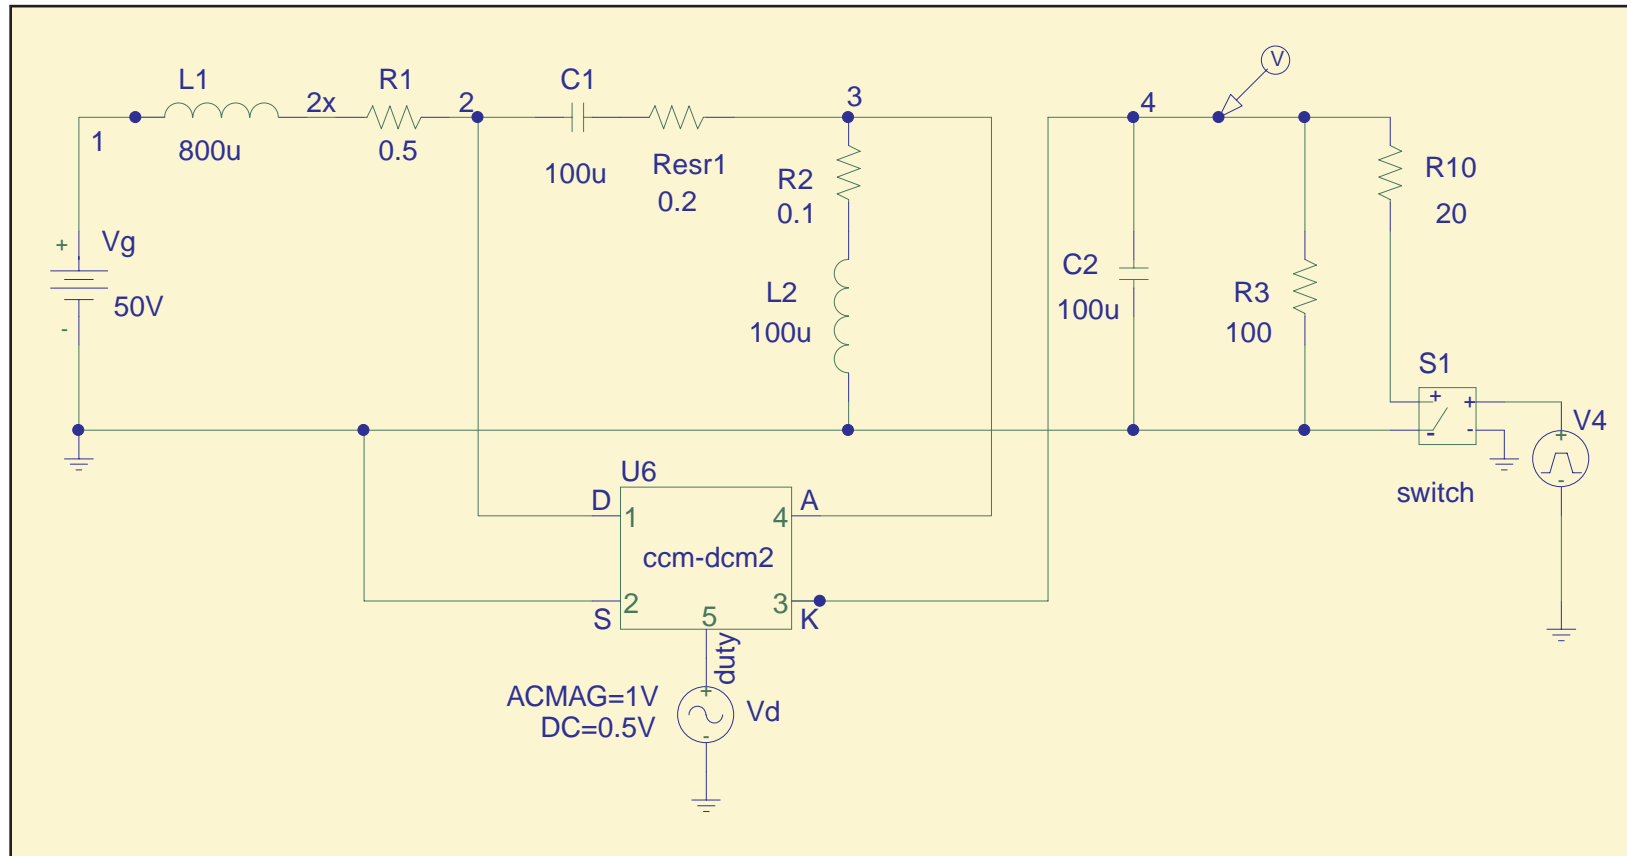 L1
2x
R1
2
C1
3
4
V
1
800u
0.5
100u
Resr1
0.2
R2
0.1
R10
20
+
Vg
50V
-
L2
100u
C2
100u
R3
100
S1
+
+
-
-
V4
+
-
switch
U6
D
1
4
A
ccm-dcm2
S
2
3
K
5
duty
ACMAG=1V
DC=0.5V
+
-
Vd